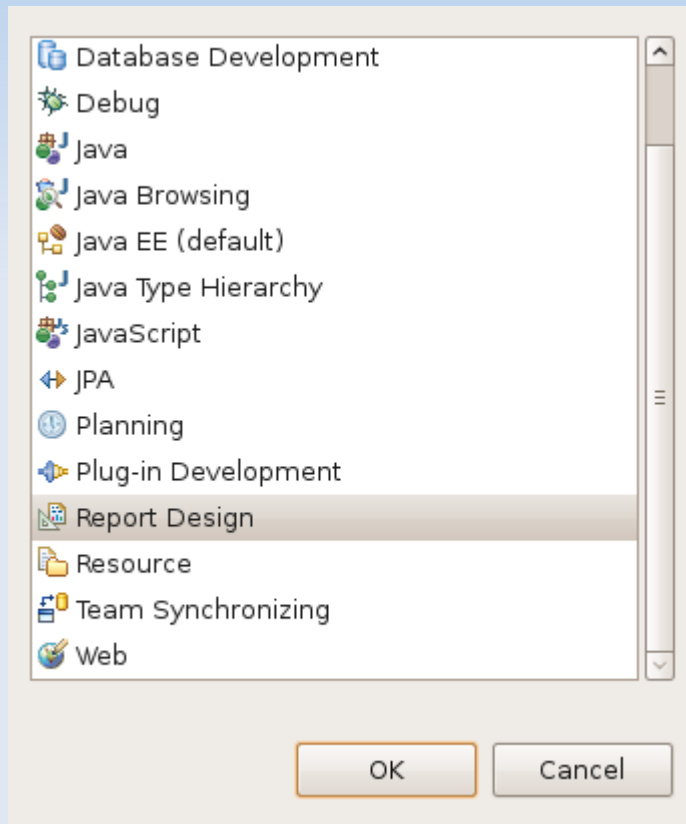 Database Development
Debug
Java
Java Browsing
Java EE (default)
Java Type Hierarchy
JavaScript
JPA
Planning
Plug-in Development
Report Design
Resource
Team Synchronizing
Web
OK
Cancel